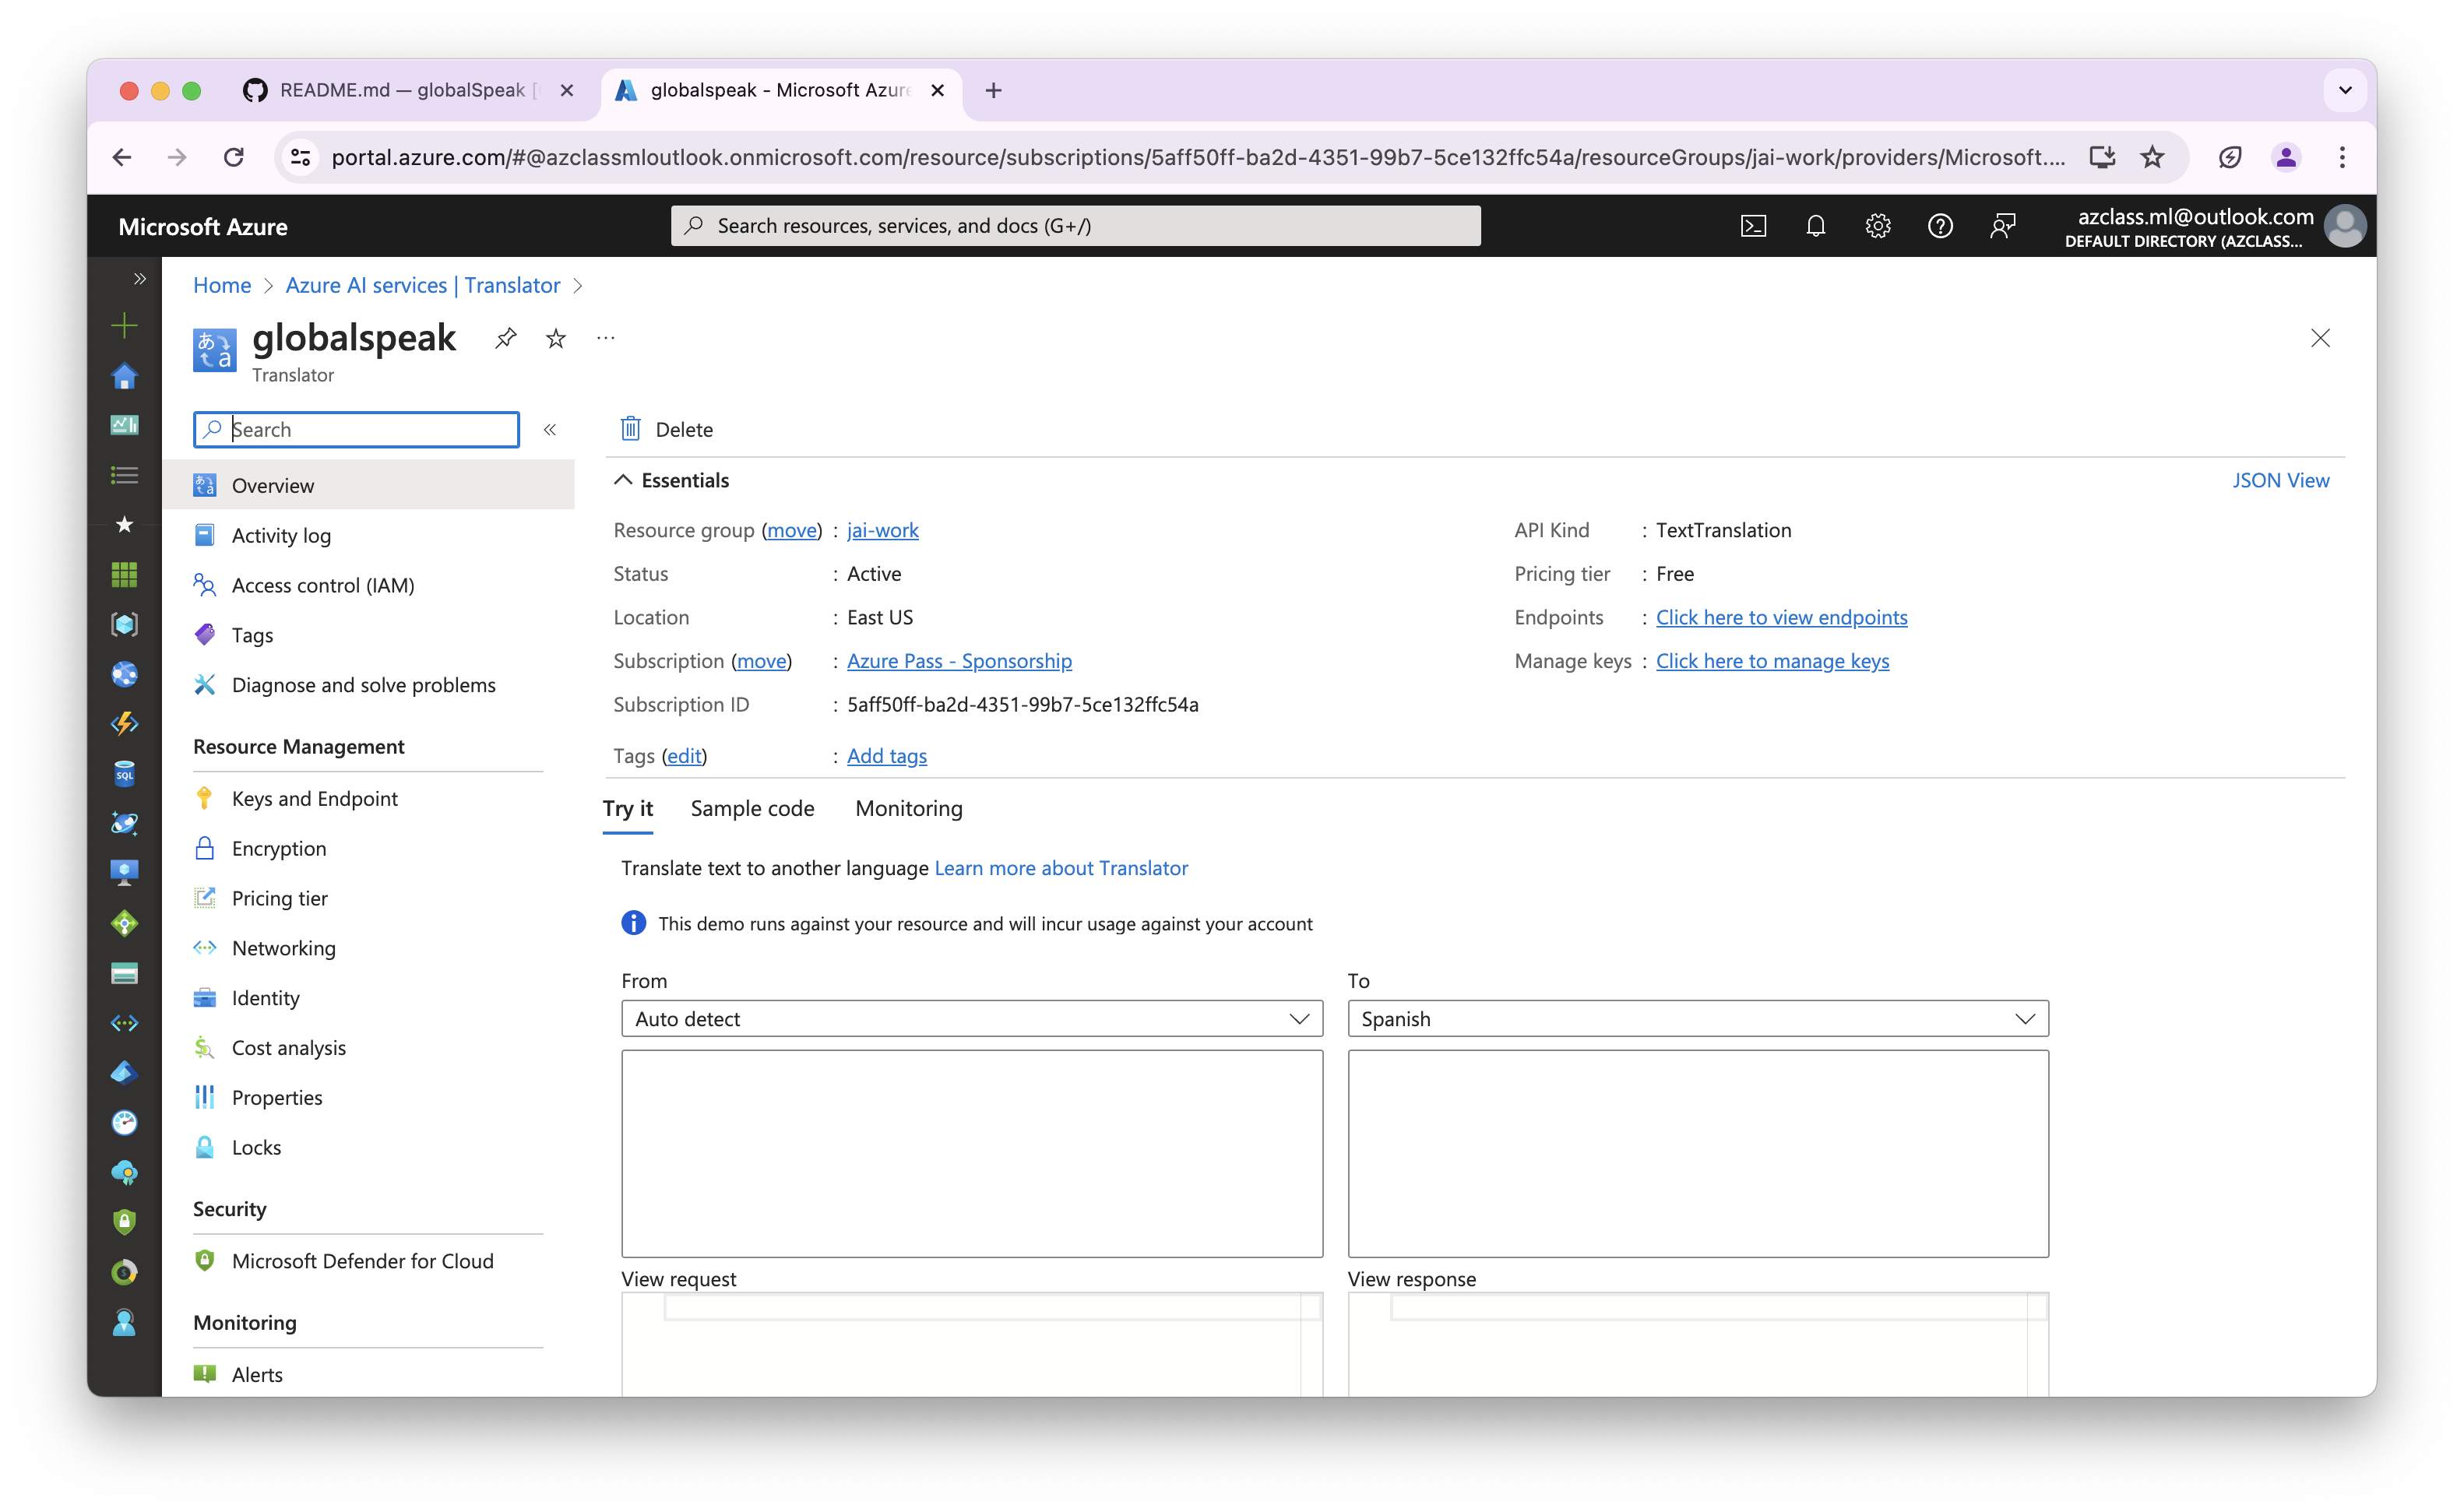 README.md — globalSpeak [
globalspeak - Microsoft Azure
portal.azure.com/#@azclassmloutlook.onmicrosoft.com/resource/subscriptions/5aff50ff-ba2d-4351-99b7-5ce132ffc54a/resourceGroups/jai-work/providers/Microsoft....
Microsoft Azure
Search resources, services, and docs (G+/)
azclass.ml@outlook.com
DEFAULT DIRECTORY (AZCLASS...
Home > Azure AI services | Translator >
globalspeak
Translator
Search
Overview
Activity log
Access control (IAM)
Tags
Diagnose and solve problems
Resource Management
Keys and Endpoint
Encryption
Pricing tier
Networking
Identity
Cost analysis
Properties
Locks
Security
Microsoft Defender for Cloud
Monitoring
Alerts
Delete
Essentials
JSON View
Resource group (move) : jai-work
Status : Active
Location : East US
Subscription (move) : Azure Pass - Sponsorship
Subscription ID : 5aff50ff-ba2d-4351-99b7-5ce132ffc54a
Tags (edit) : Add tags
API Kind : TextTranslation
Pricing tier : Free
Endpoints : Click here to view endpoints
Manage keys : Click here to manage keys
Try it Sample code Monitoring
Translate text to another language Learn more about Translator
This demo runs against your resource and will incur usage against your account
From
Auto detect
To
Spanish
View request
View response